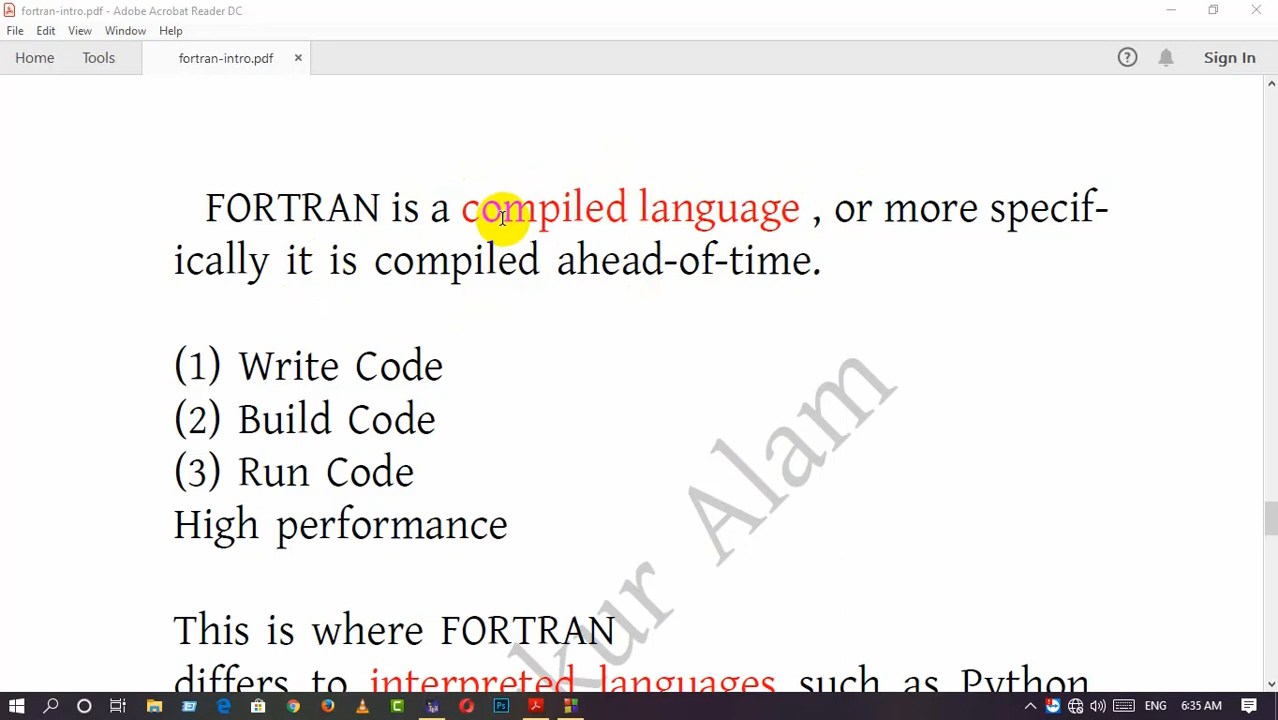 fortran-intro.pdf - Adobe Acrobat Reader DC
File Edit View Window Help
Home Tools fortran-intro.pdf × Sign In
FORTRAN is a compiled language , or more specif-
ically it is compiled ahead-of-time.
(1) Write Code
(2) Build Code
(3) Run Code
High performance
kur Alam
This is where FORTRAN
differs to interpreted languages such as Python
ENG 6:35 AM